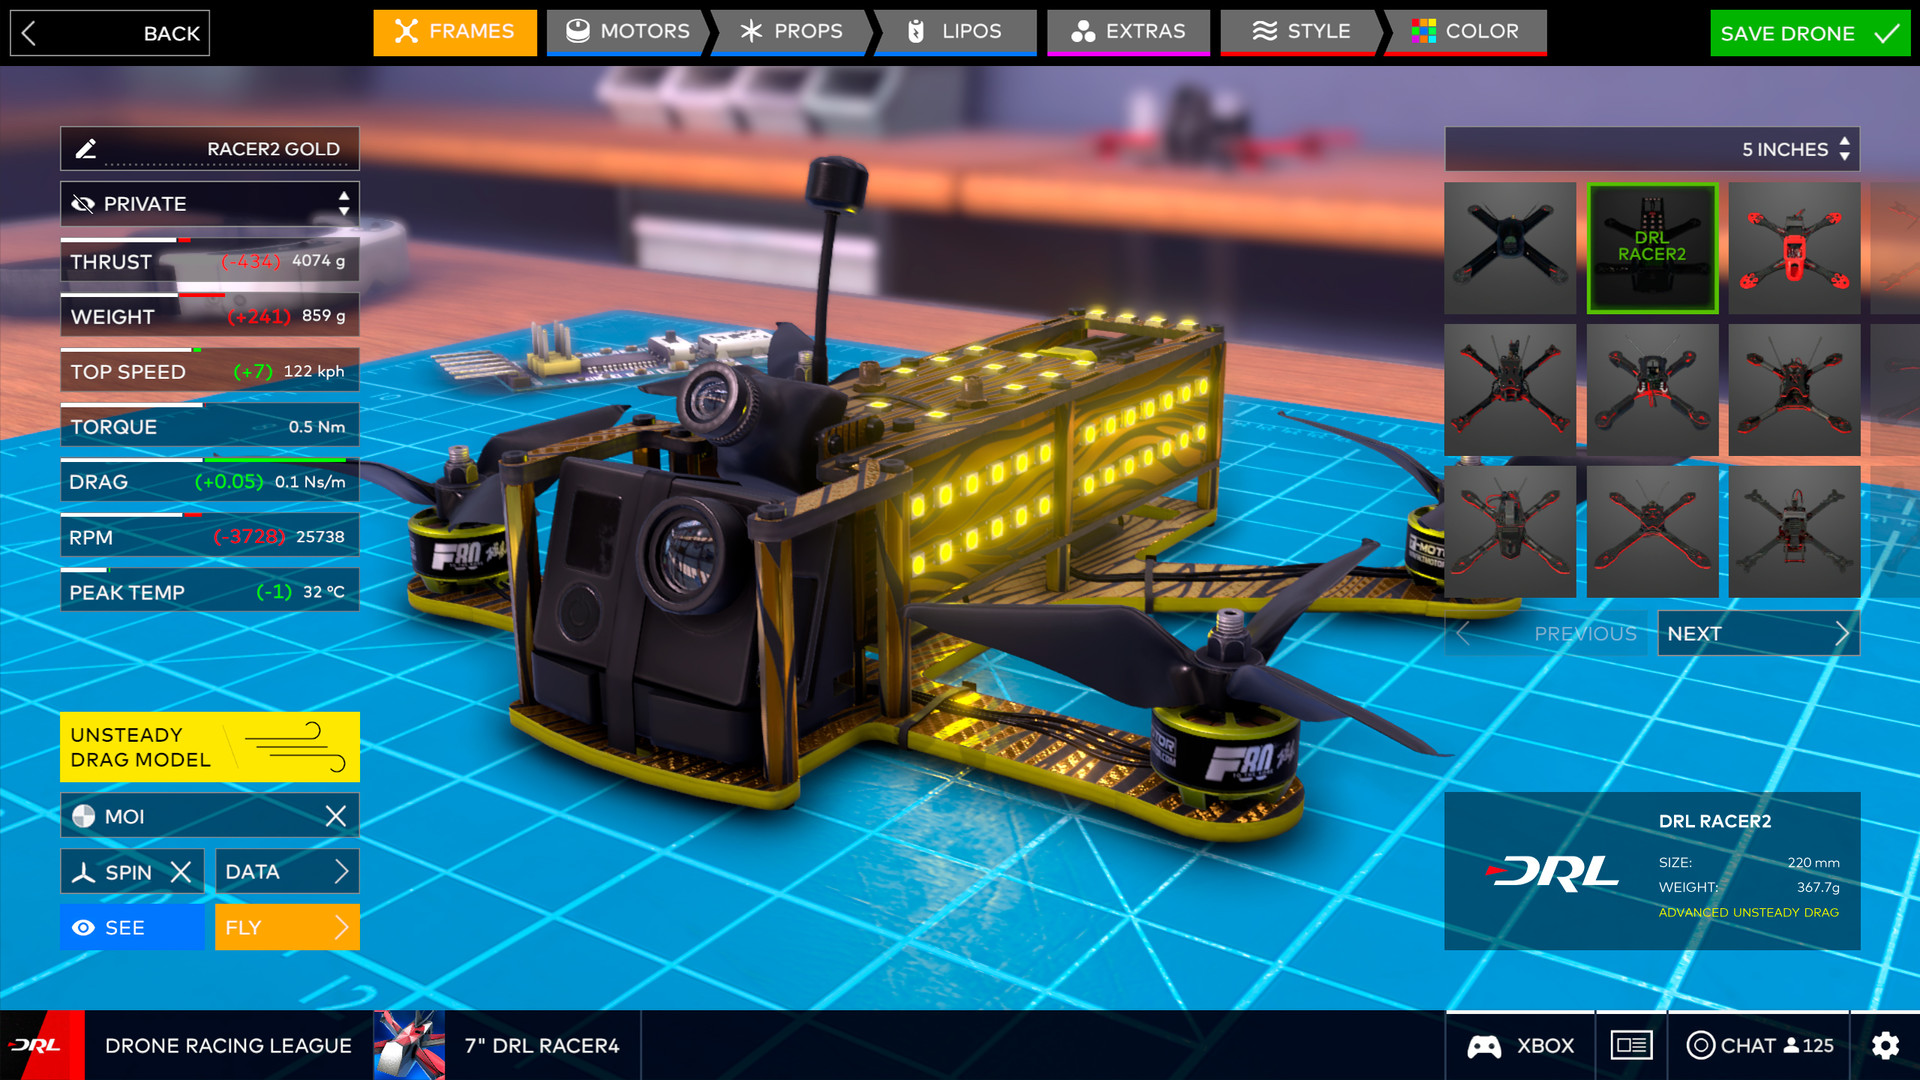 BACK
FRAMES
MOTORS
PROPS
LIPOS
EXTRAS
STYLE
COLOR
SAVE DRONE
RACER2 GOLD
PRIVATE
THRUST (-434) 4074 g
WEIGHT (+241) 859 g
TOP SPEED (+7) 122 kph
TORQUE 0.5 Nm
DRAG (+0.05) 0.1 Ns/m
RPM (-3728) 25738
PEAK TEMP (-1) 32 ºC
UNSTEADY
DRAG MODEL
MOI
SPIN
DATA
SEE
FLY
5 INCHES
DRL
RACER2
PREVIOUS
NEXT
F80
F80
DRL RACER2
DRL
SIZE: 220 mm
WEIGHT: 367.7g
ADVANCED UNSTEADY DRAG
DRL
DRONE RACING LEAGUE
7" DRL RACER4
XBOX
CHAT 125